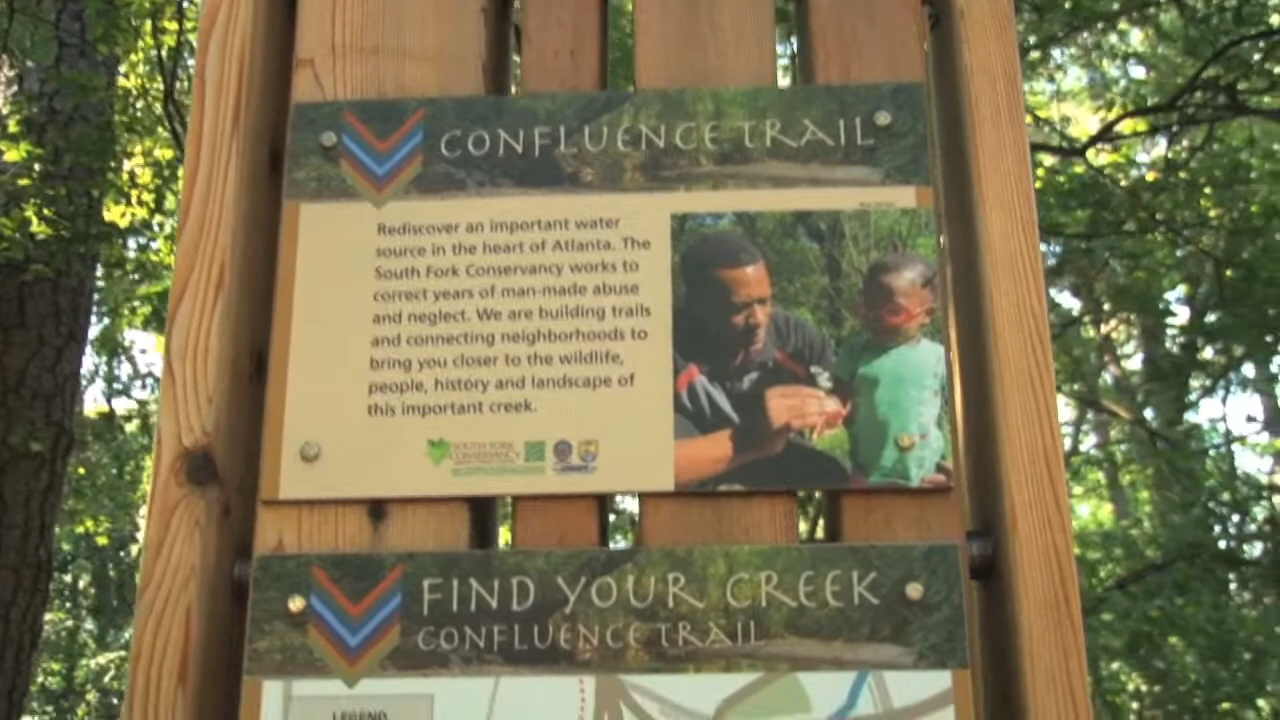 CONFLUENCE TRAIL
Rediscover an important water
source in the heart of Atlanta. The
South Fork Conservancy works to
correct years of man-made abuse
and neglect. We are building trails
and connecting neighborhoods to
bring you closer to the wildlife,
people, history and landscape of
this important creek.
SOUTH FORK
CONSERVANCY
FIND YOUR CREEK
CONFLUENCE TRAIL
LEGEND